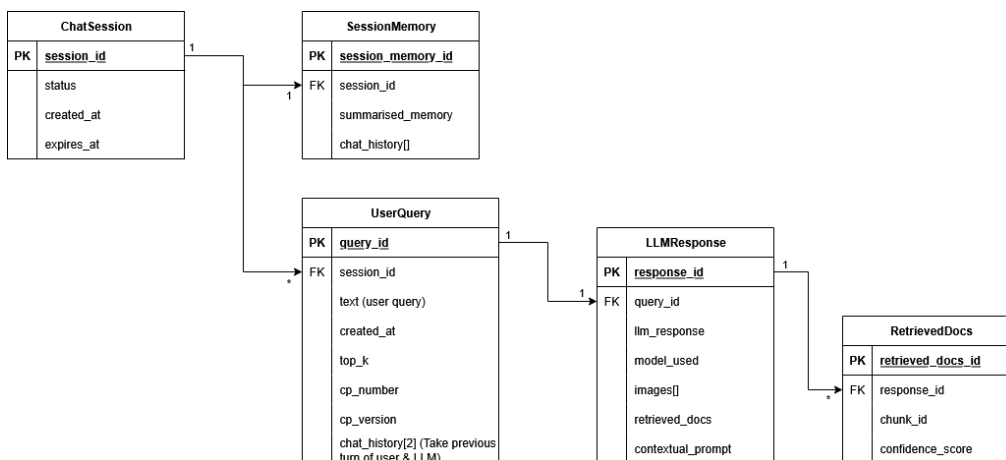 ChatSession
PK session_id
status
created_at
expires_at
1
1
*
SessionMemory
PK session_memory_id
FK session_id
summarised_memory
chat_history[]
UserQuery
PK query_id
FK session_id
text (user query)
created_at
top_k
cp_number
cp_version
chat_history[2] (Take previous
turn of user & LLM)
1
1
LLMResponse
PK response_id
FK query_id
llm_response
model_used
images[]
retrieved_docs
contextual_prompt
1
*
RetrievedDocs
PK retrieved_docs_id
FK response_id
chunk_id
confidence_score